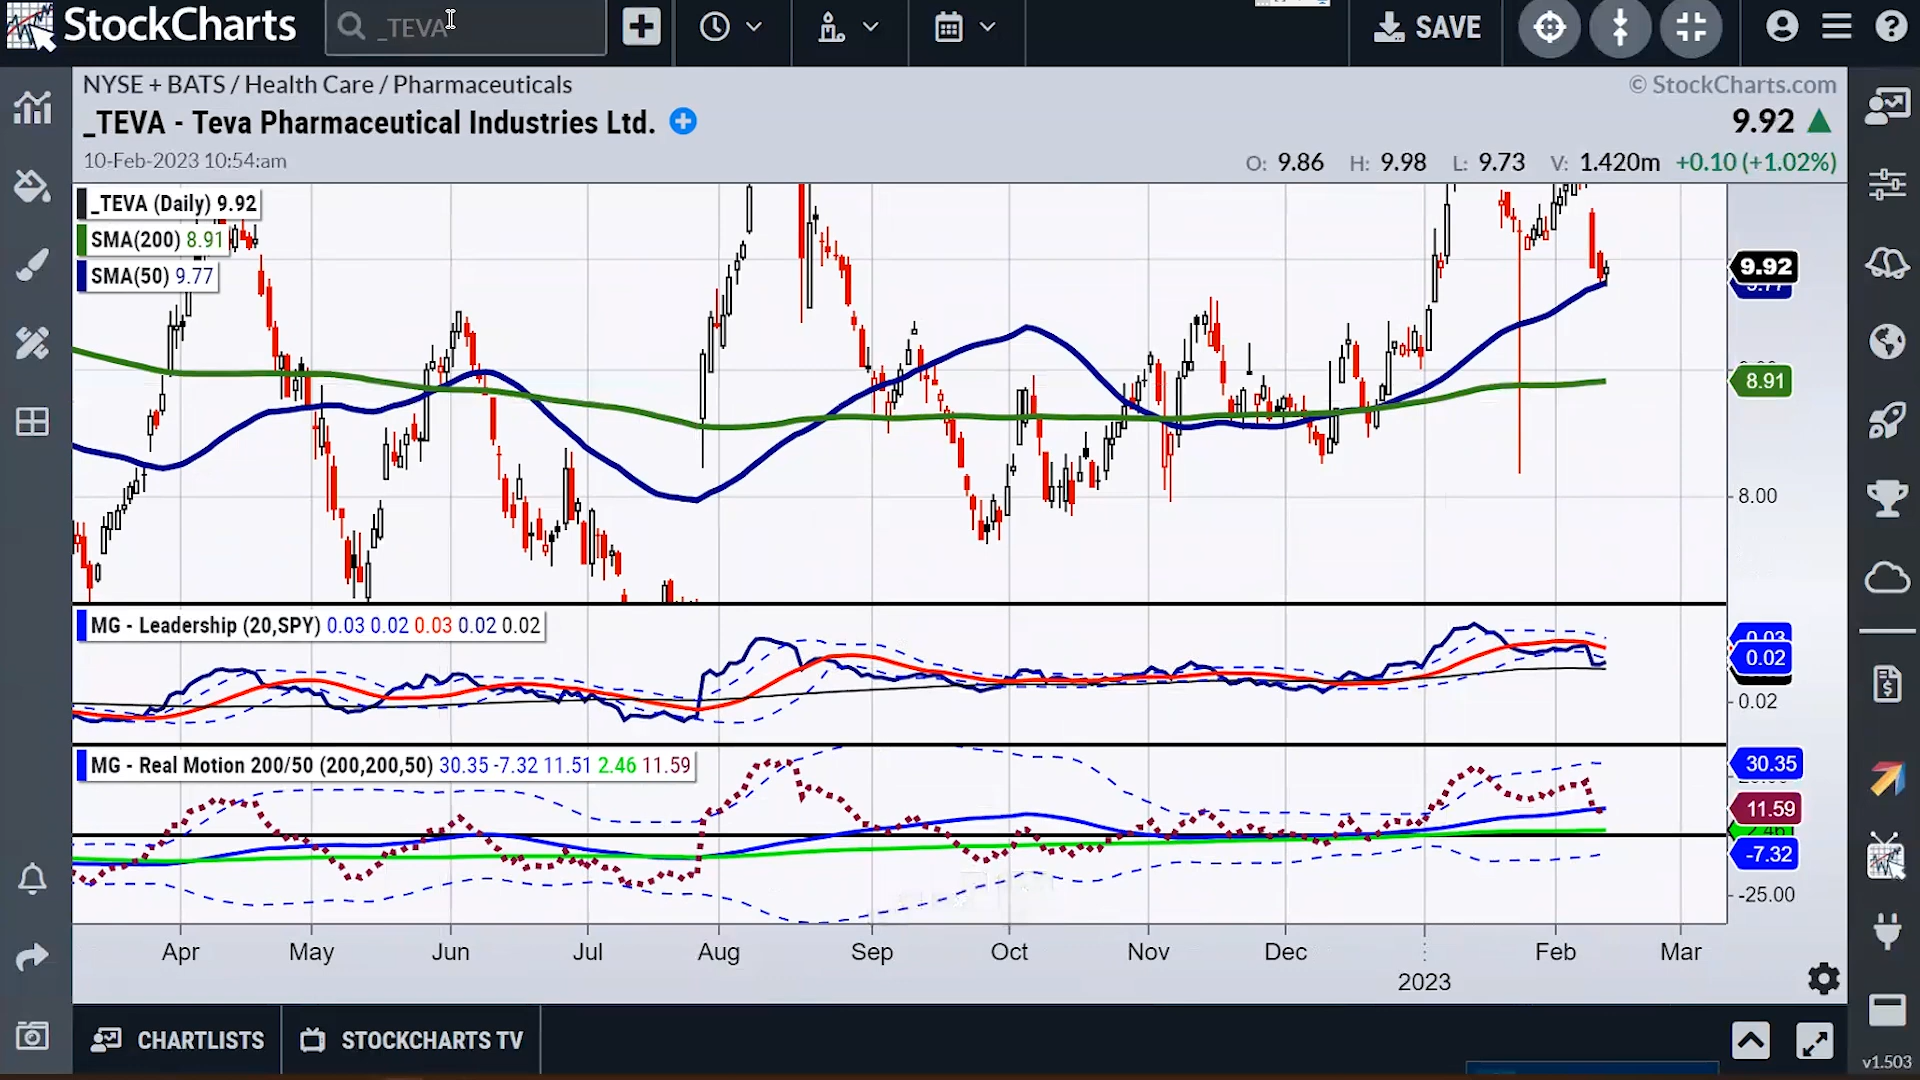 StockCharts
_TEVA
SAVE
NYSE + BATS / Health Care / Pharmaceuticals
© StockCharts.com
_TEVA - Teva Pharmaceutical Industries Ltd.
9.92
10-Feb-2023 10:54:am
O: 9.86 H: 9.98 L: 9.73 V: 1.420m +0.10 (+1.02%)
_TEVA (Daily) 9.92
SMA(200) 8.91
SMA(50) 9.77
9.92
9.77
8.91
8.00
MG - Leadership (20,SPY) 0.03 0.02 0.03 0.02 0.02
0.03
0.02
0.02
MG - Real Motion 200/50 (200,200,50) 30.35 -7.32 11.51 2.46 11.59
30.35
11.59
2.46
-7.32
-25.00
Apr May Jun Jul Aug Sep Oct Nov Dec Feb Mar
2023
CHARTLISTS
STOCKCHARTS TV
v1.503